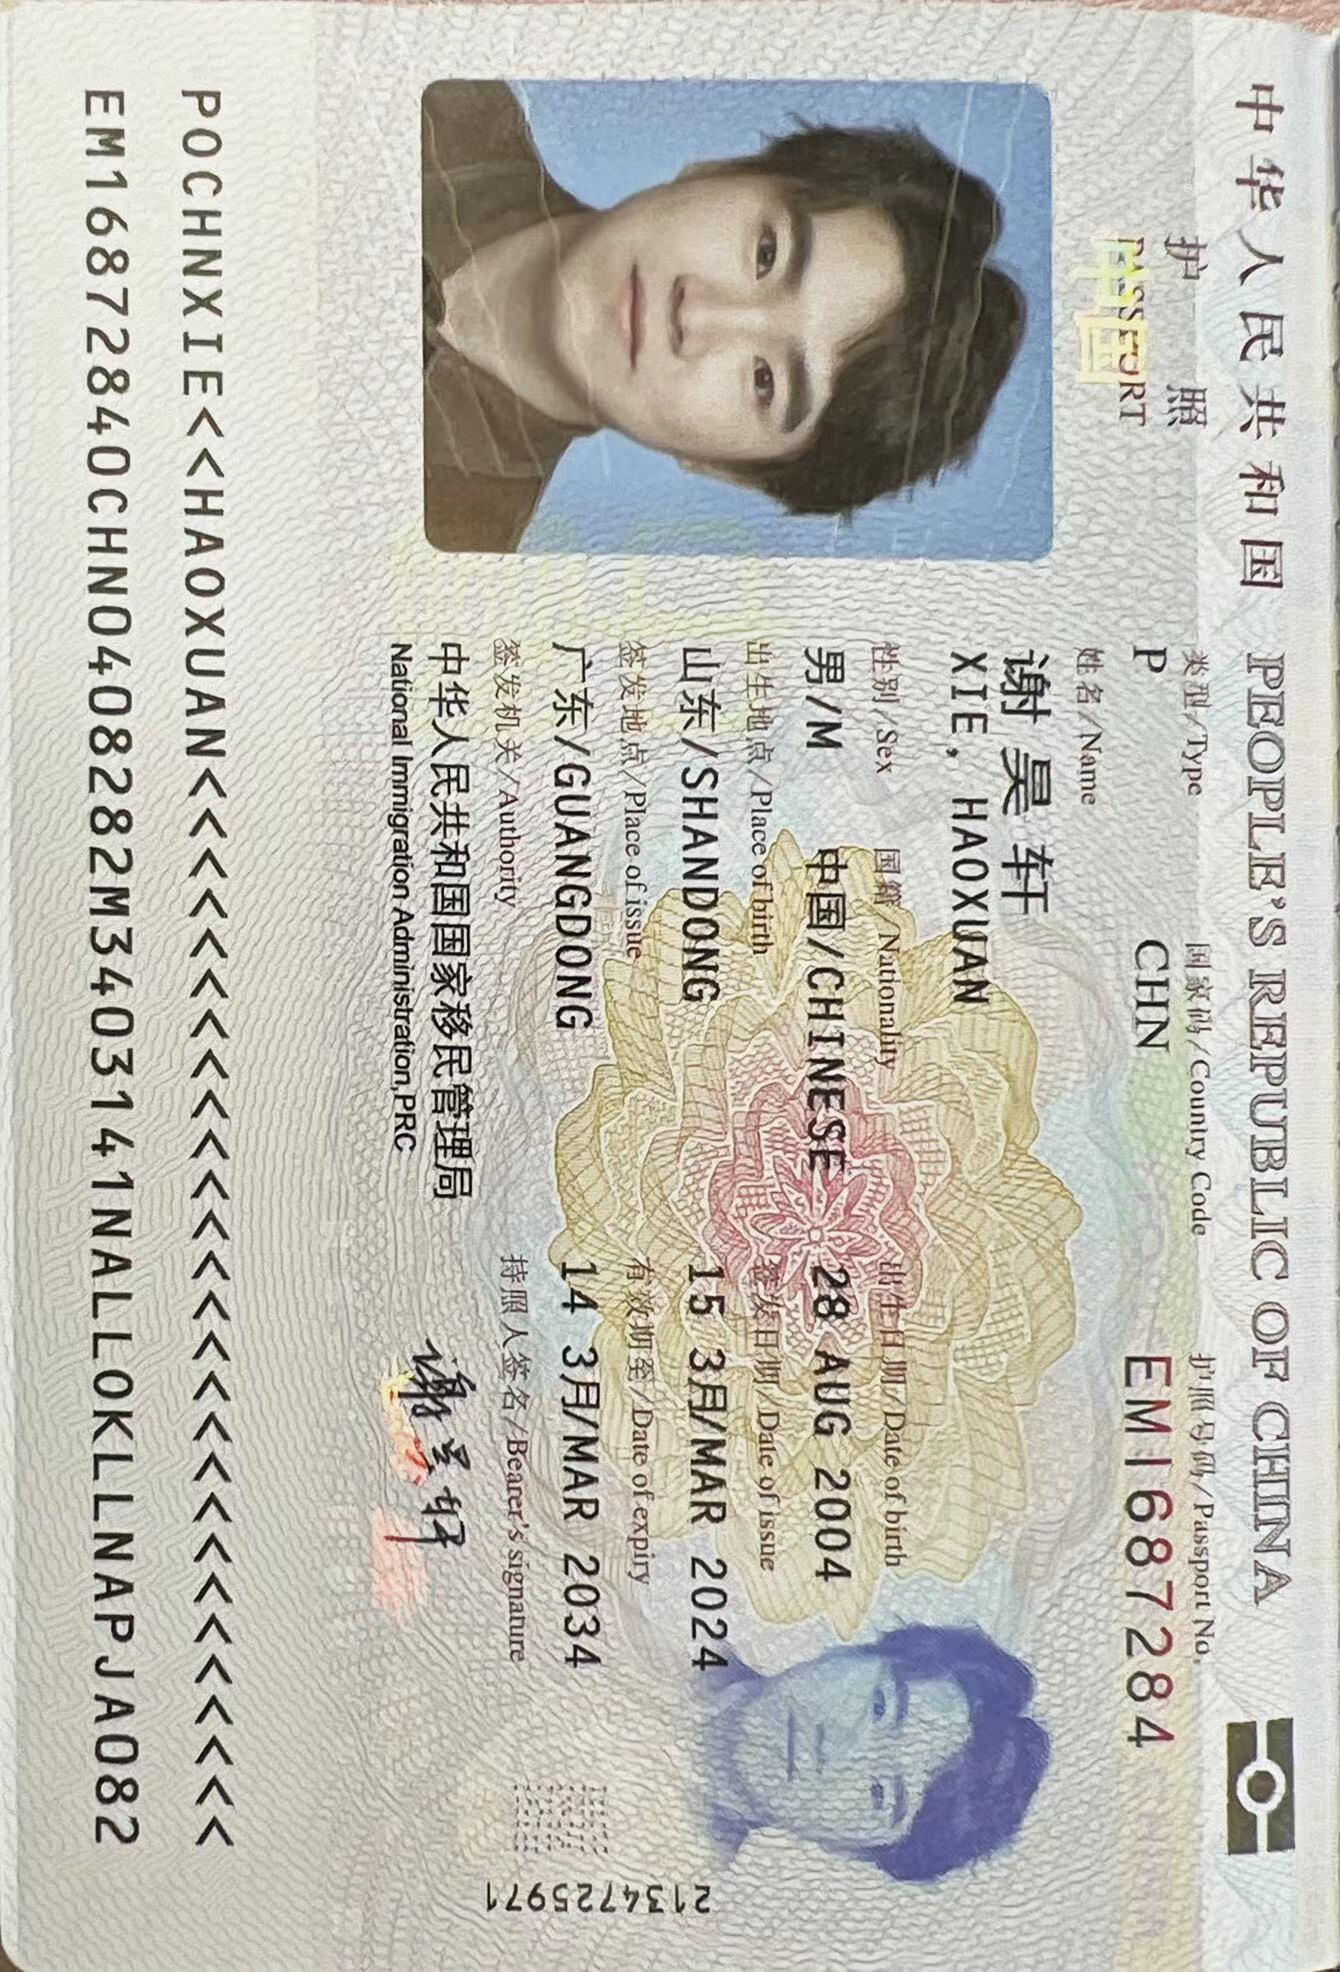 中华人民共和国 PEOPLE'S REPUBLIC OF CHINA
护照
PASSPORT
中国
类型/Type 国家码/Country Code 护照号码/Passport No.
P CHN EM1687284
姓名/Name
谢昊轩
XIE, HAOXUAN
性别/Sex 国籍/Nationality 出生日期/Date of birth
男/M 中国/CHINESE 28 AUG 2004
出生地点/Place of birth 签发日期/Date of issue
山东/SHANDONG 15 3月/MAR 2024
签发地点/Place of issue 有效期至/Date of expiry
广东/GUANGDONG 14 3月/MAR 2034
签发机关/Authority 持照人签名/Bearer's signature
中华人民共和国国家移民管理局
National Immigration Administration,PRC
谢昊轩
2134725971
POCHNXIE<<HAOXUAN<<<<<<<<<<<<<<<<<<<<<<<<<<<
EM16872840CHN0408282M3403141NALLOKLLNAPJA082